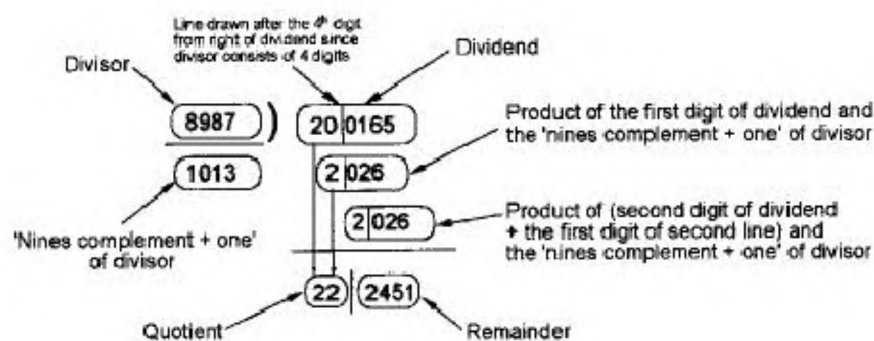 Line drawn after the 4th digit
from right of dividend since
divisor consists of 4 digits
Dividend
Divisor
8987 ) 20 0165
Product of the first digit of dividend and
the 'nines complement + one' of divisor
1013
2 026
'Nines complement + one'
of divisor
2 026
Product of (second digit of dividend
+ the first digit of second line) and
the 'nines complement + one' of divisor
22 2451
Quotient
Remainder